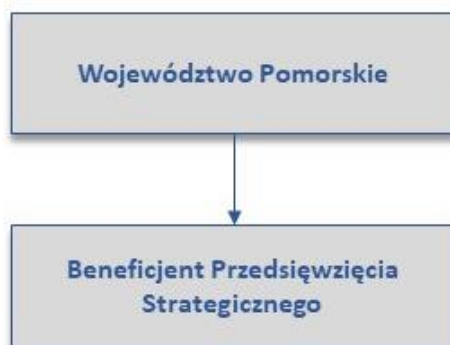 Województwo Pomorskie
Beneficjent Przedsięwzięcia
Strategicznego